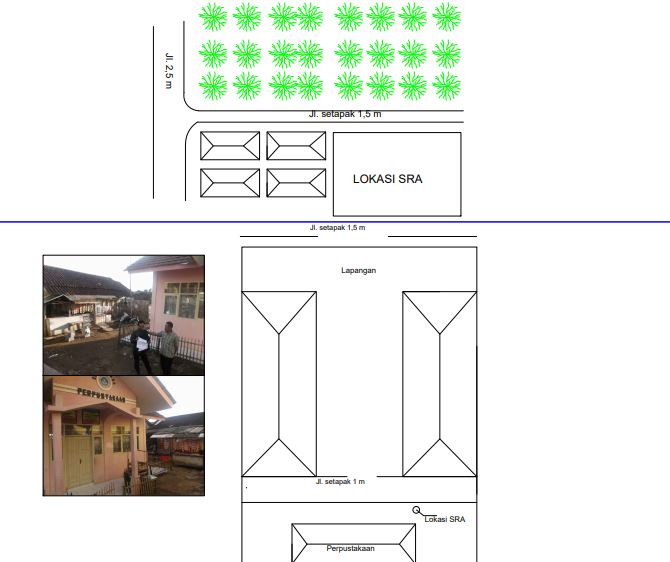 Jl. 2,5 m
Jl. setapak 1,5 m
LOKASI SRA
Jl. setapak 1,5 m
Lapangan
PERPUSTAKAAN
Jl. setapak 1 m
Lokasi SRA
Perpustakaan